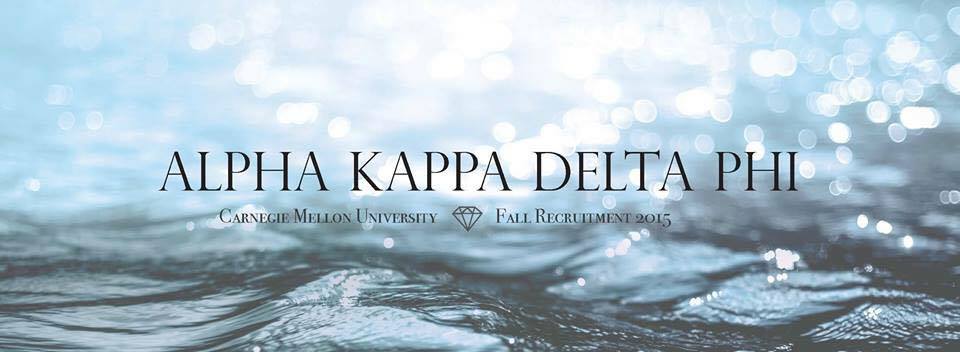 ALPHA KAPPA DELTA PHI
CARNEGIE MELLON UNIVERSITY FALL RECRUITMENT 2015